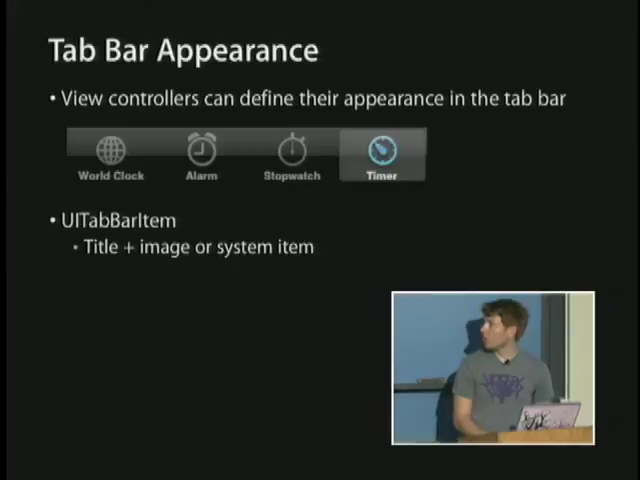 Tab Bar Appearance
• View controllers can define their appearance in the tab bar
World Clock Alarm Stopwatch Timer
• UITabBarItem
▪ Title + image or system item